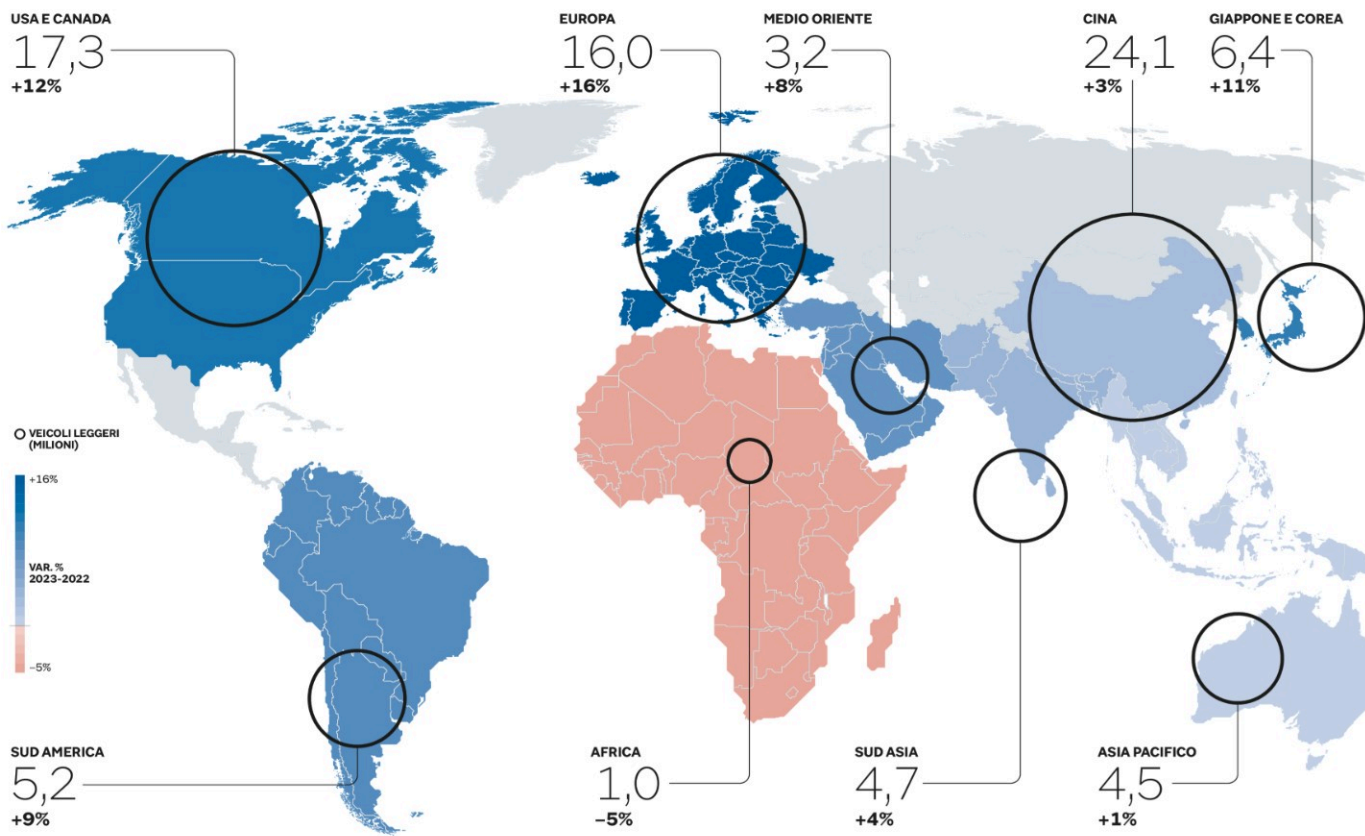 USA E CANADA
17,3
+12%
EUROPA
16,0
+16%
MEDIO ORIENTE
3,2
+8%
CINA
24,1
+3%
GIAPPONE E COREA
6,4
+11%
VEICOLI LEGGERI
(MILIONI)
+16%
VAR. %
2023-2022
–5%
SUD AMERICA
5,2
+9%
AFRICA
1,0
–5%
SUD ASIA
4,7
+4%
ASIA PACIFICO
4,5
+1%